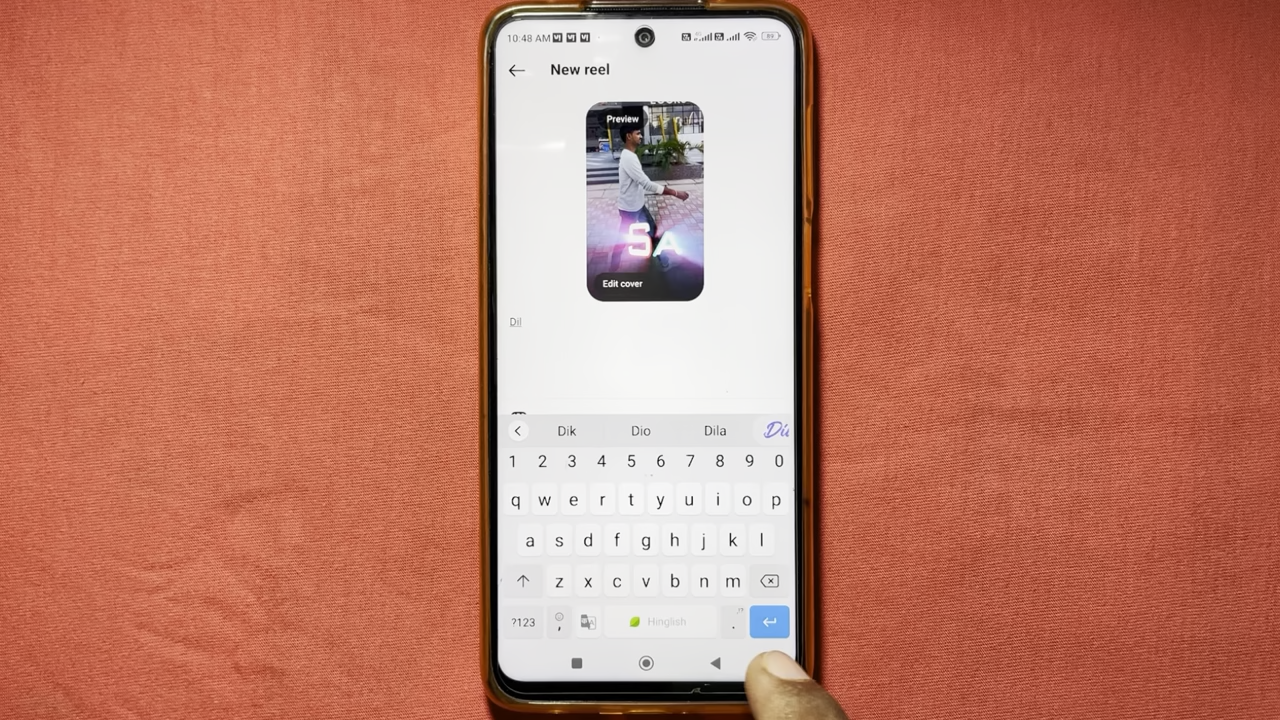 10:48 AM
New reel
Preview
SA
Edit cover
Dil
Dik Dio Dila
1 2 3 4 5 6 7 8 9 0
q w e r t y u i o p
a s d f g h j k l
z x c v b n m
?123 , Hinglish .